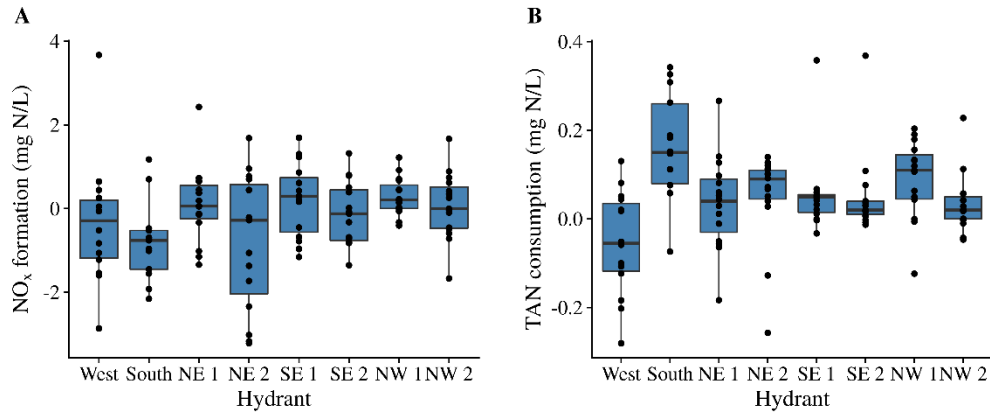 A
NOx formation (mg N/L)
4
2
0
-2
West South NE 1 NE 2 SE 1 SE 2 NW 1 NW 2
Hydrant
B
TAN consumption (mg N/L)
0.4
0.2
0.0
-0.2
West South NE 1 NE 2 SE 1 SE 2 NW 1 NW 2
Hydrant